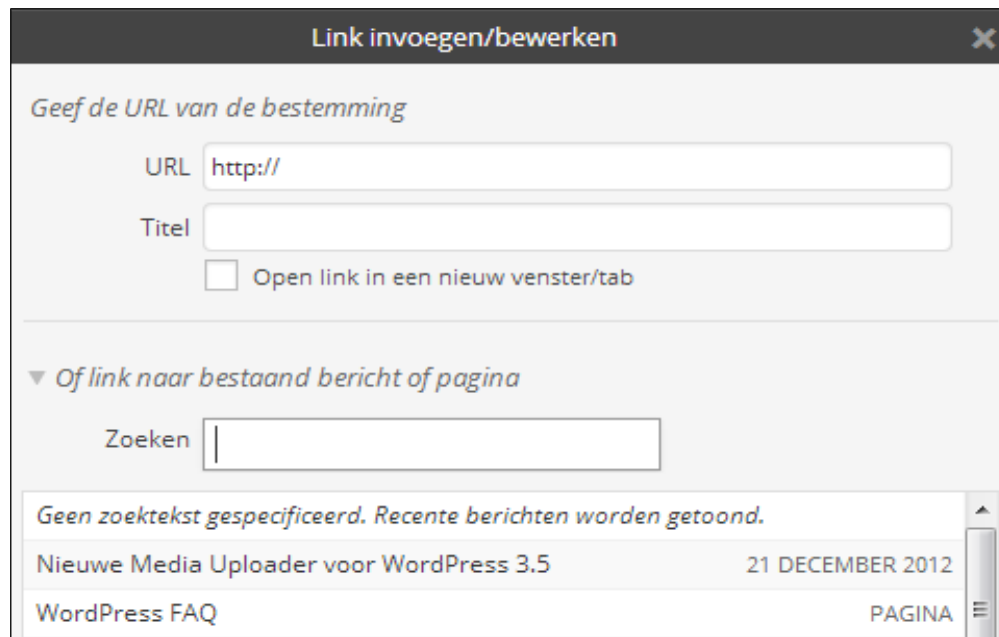 Link invoegen/bewerken
Geef de URL van de bestemming
URL http://
Titel
Open link in een nieuw venster/tab
Of link naar bestaand bericht of pagina
Zoeken
Geen zoektekst gespecificeerd. Recente berichten worden getoond.
Nieuwe Media Uploader voor WordPress 3.5 21 DECEMBER 2012
WordPress FAQ PAGINA